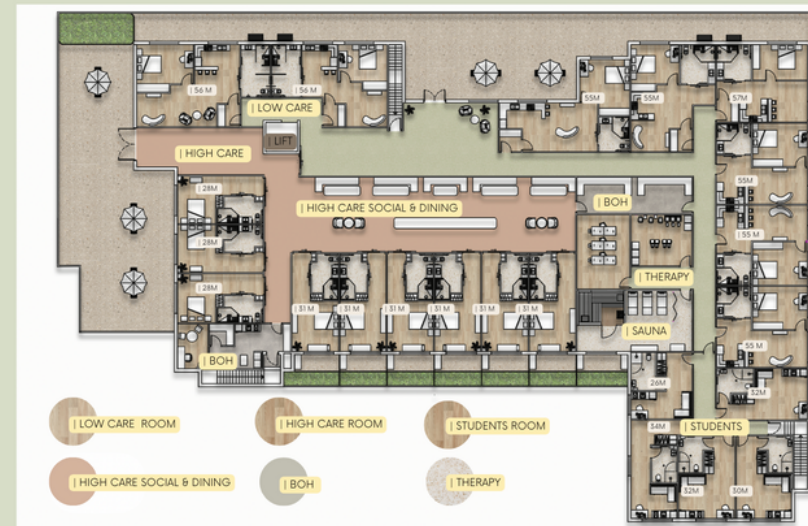 | 56 M
| 56 M
| LOW CARE
55M
55M
57M
| LIFT
| HIGH CARE
| 28M
| HIGH CARE SOCIAL & DINING
| BOH
55M
| 28M
| 55 M
| THERAPY
| 28M
| 31 M
| 31 M
| 31 M
| 31 M
| 31 M
| 31 M
| SAUNA
| BOH
55 M
26M
32M
34M
| STUDENTS
32M
30M
| LOW CARE ROOM
| HIGH CARE ROOM
| STUDENTS ROOM
| HIGH CARE SOCIAL & DINING
| BOH
| THERAPY